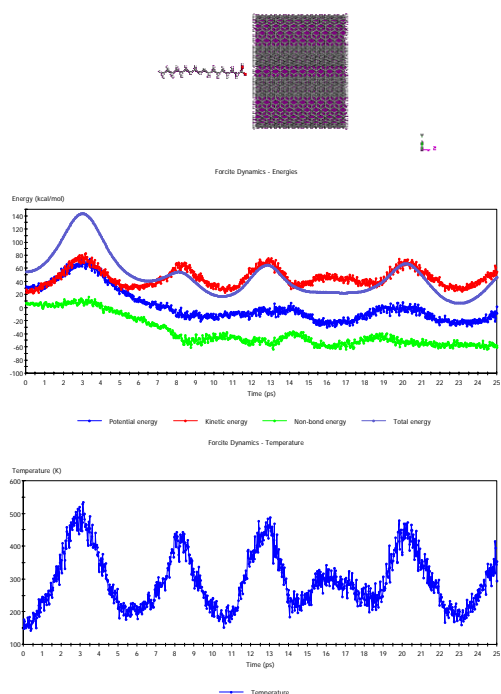 Forcite Dynamics - Energies
Energy (kcal/mol)
140
120
100
80
60
40
20
0
-20
-40
-60
-80
-100
0 1 2 3 4 5 6 7 8 9 10 11 12 13 14 15 16 17 18 19 20 21 22 23 24 25
Time (ps)
Potential energy Kinetic energy Non-bond energy Total energy
Forcite Dynamics - Temperature
Temperature (K)
600
500
400
300
200
100
0 1 2 3 4 5 6 7 8 9 10 11 12 13 14 15 16 17 18 19 20 21 22 23 24 25
Time (ps)
Temperature